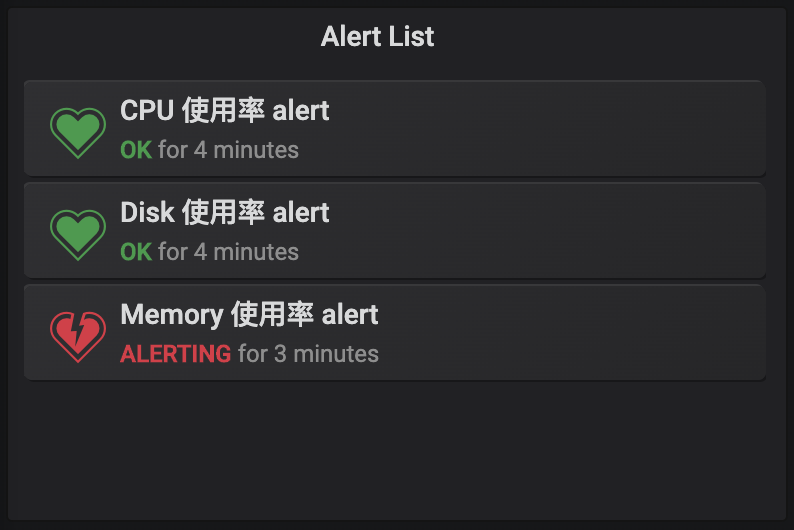 Alert List
CPU 使用率 alert
OK for 4 minutes
Disk 使用率 alert
OK for 4 minutes
Memory 使用率 alert
ALERTING for 3 minutes